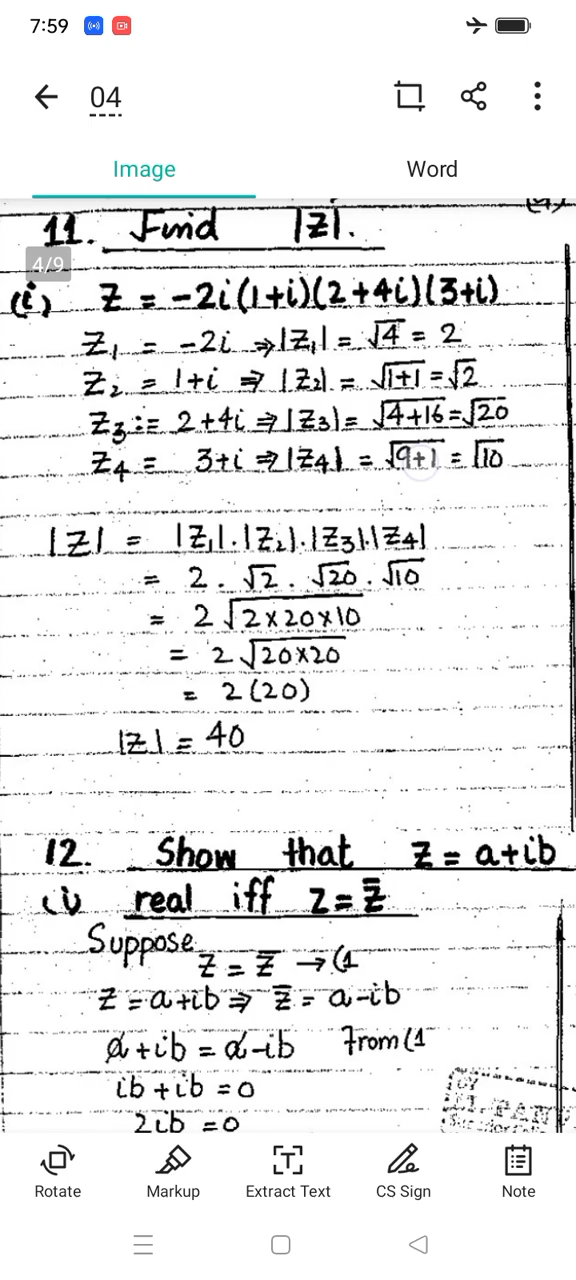 7:59
04
Image Word
11. Find |Z|.
4/9
(i) Z = -2i(1+i)(2+4i)(3+i)
Z₁ = -2i ⇒ |Z₁| = √4 = 2
Z₂ = 1+i ⇒ |Z₂| = √1+1 = √2
Z₃ := 2+4i ⇒ |Z₃| = √4+16 = √20
Z₄ = 3+i ⇒ |Z₄| = √9+1 = √10
|Z| = |Z₁|.|Z₂|.|Z₃||Z₄|
= 2 . √2 . √20 . √10
= 2 √2×20×10
= 2 √20×20
= 2 (20)
|Z| = 40
12. Show that Z = a+ib
(i) real iff Z = Z̄
Suppose Z = Z̄ → (1
Z = a+ib ⇒ Z̄ = a-ib
a+ib = a-ib From (1
ib + ib = 0
2ib = 0
Rotate Markup Extract Text CS Sign Note